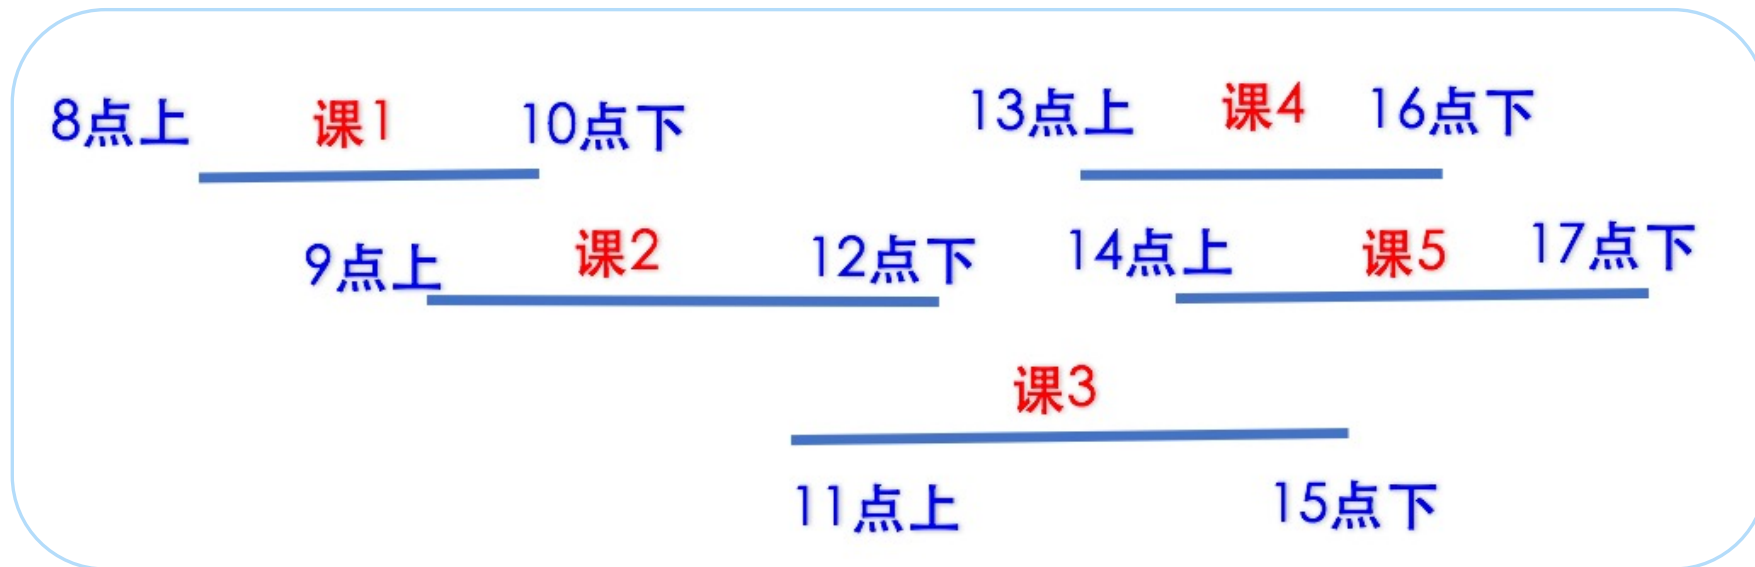 8点上 课1 10点下 13点上 课4 16点下
9点上 课2 12点下 14点上 课5 17点下
课3
11点上 15点下